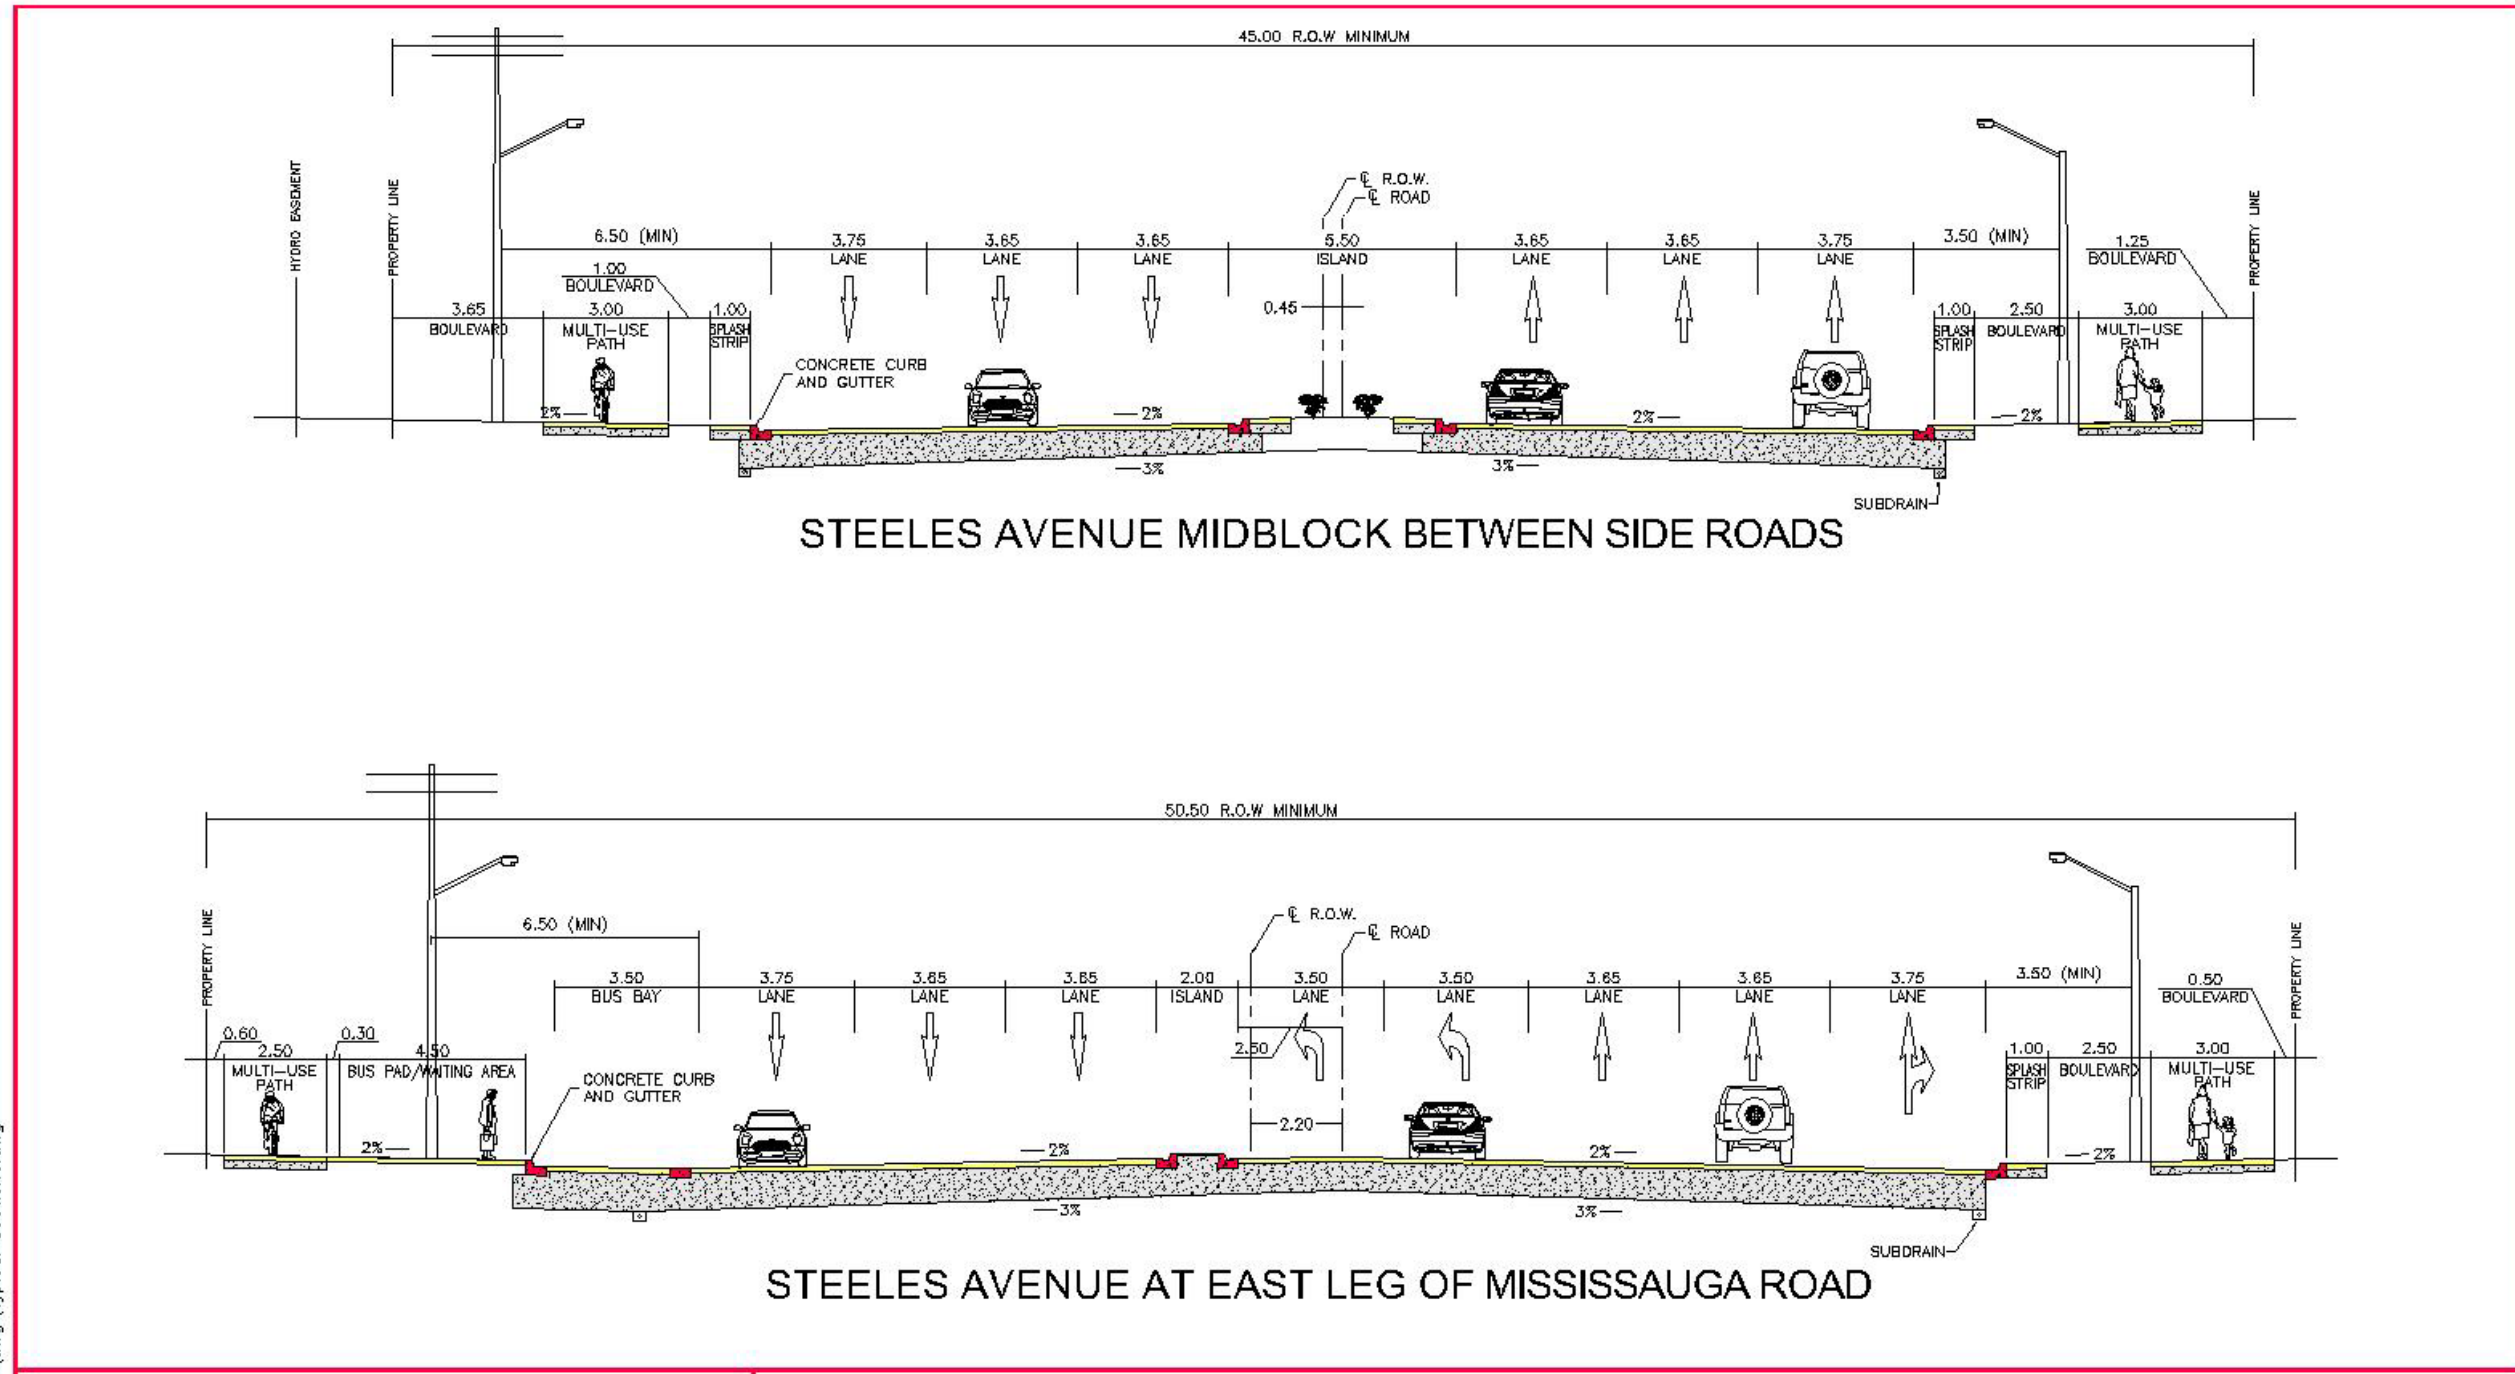 45.00 R.O.W MINIMUM
HYDRO EASEMENT
PROPERTY LINE
℄ R.O.W.
℄ ROAD
PROPERTY LINE
6.50 (MIN)
3.75
LANE
3.65
LANE
3.65
LANE
5.50
ISLAND
3.65
LANE
3.65
LANE
3.75
LANE
3.50 (MIN)
1.25
BOULEVARD
1.00
BOULEVARD
0.45
3.65
BOULEVARD
3.00
MULTI-USE
PATH
1.00
SPLASH
STRIP
1.00
SPLASH
STRIP
2.50
BOULEVARD
3.00
MULTI-USE
PATH
CONCRETE CURB
AND GUTTER
2%
2%
2%
2%
3%
3%
SUBDRAIN
STEELES AVENUE MIDBLOCK BETWEEN SIDE ROADS
50.50 R.O.W MINIMUM
PROPERTY LINE
6.50 (MIN)
℄ R.O.W.
℄ ROAD
PROPERTY LINE
3.50
BUS BAY
3.75
LANE
3.65
LANE
3.65
LANE
2.00
ISLAND
3.50
LANE
3.50
LANE
3.65
LANE
3.65
LANE
3.75
LANE
3.50 (MIN)
0.50
BOULEVARD
0.60
2.50
MULTI-USE
PATH
0.30
4.50
BUS PAD/WAITING AREA
2.50
1.00
SPLASH
STRIP
2.50
BOULEVARD
3.00
MULTI-USE
PATH
CONCRETE CURB
AND GUTTER
2.20
2%
2%
2%
2%
3%
3%
SUBDRAIN
STEELES AVENUE AT EAST LEG OF MISSISSAUGA ROAD